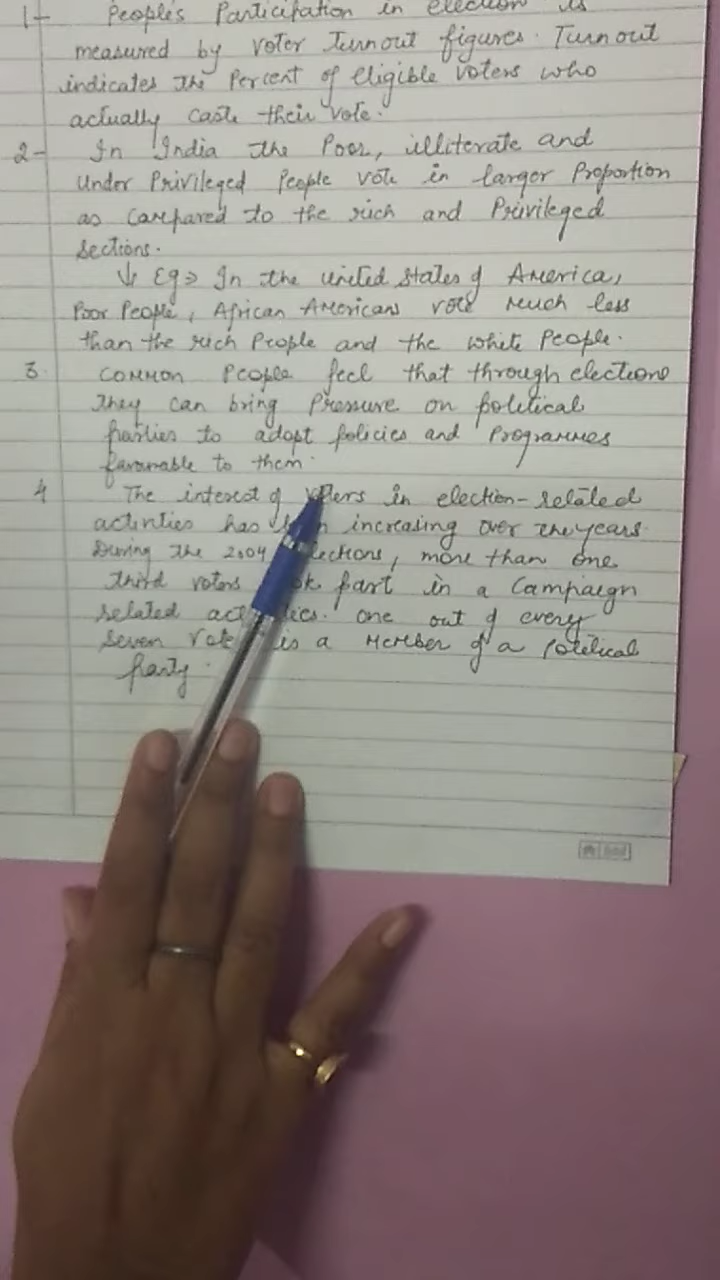 1- People's Participation in election is
measured by voter Turnout figures. Turnout
indicates the Percent of eligible voters who
actually caste their vote.
2- In India the Poor, illiterate and
Under Privileged People vote in larger Proportion
as compared to the rich and Privileged
sections.
↓ Eg ⇒ In the united states of America,
Poor People, African Americans vote much less
than the rich People and the white People.
3. Common People feel that through elections
They can bring Pressure on political
parties to adopt policies and Programmes
favourable to them.
4 The interest of voters in election-related
activities has been increasing over the years.
During the 2004 elections, more than one
third voters part in a Campaign
related one out of every
seven is a member of a political
party.